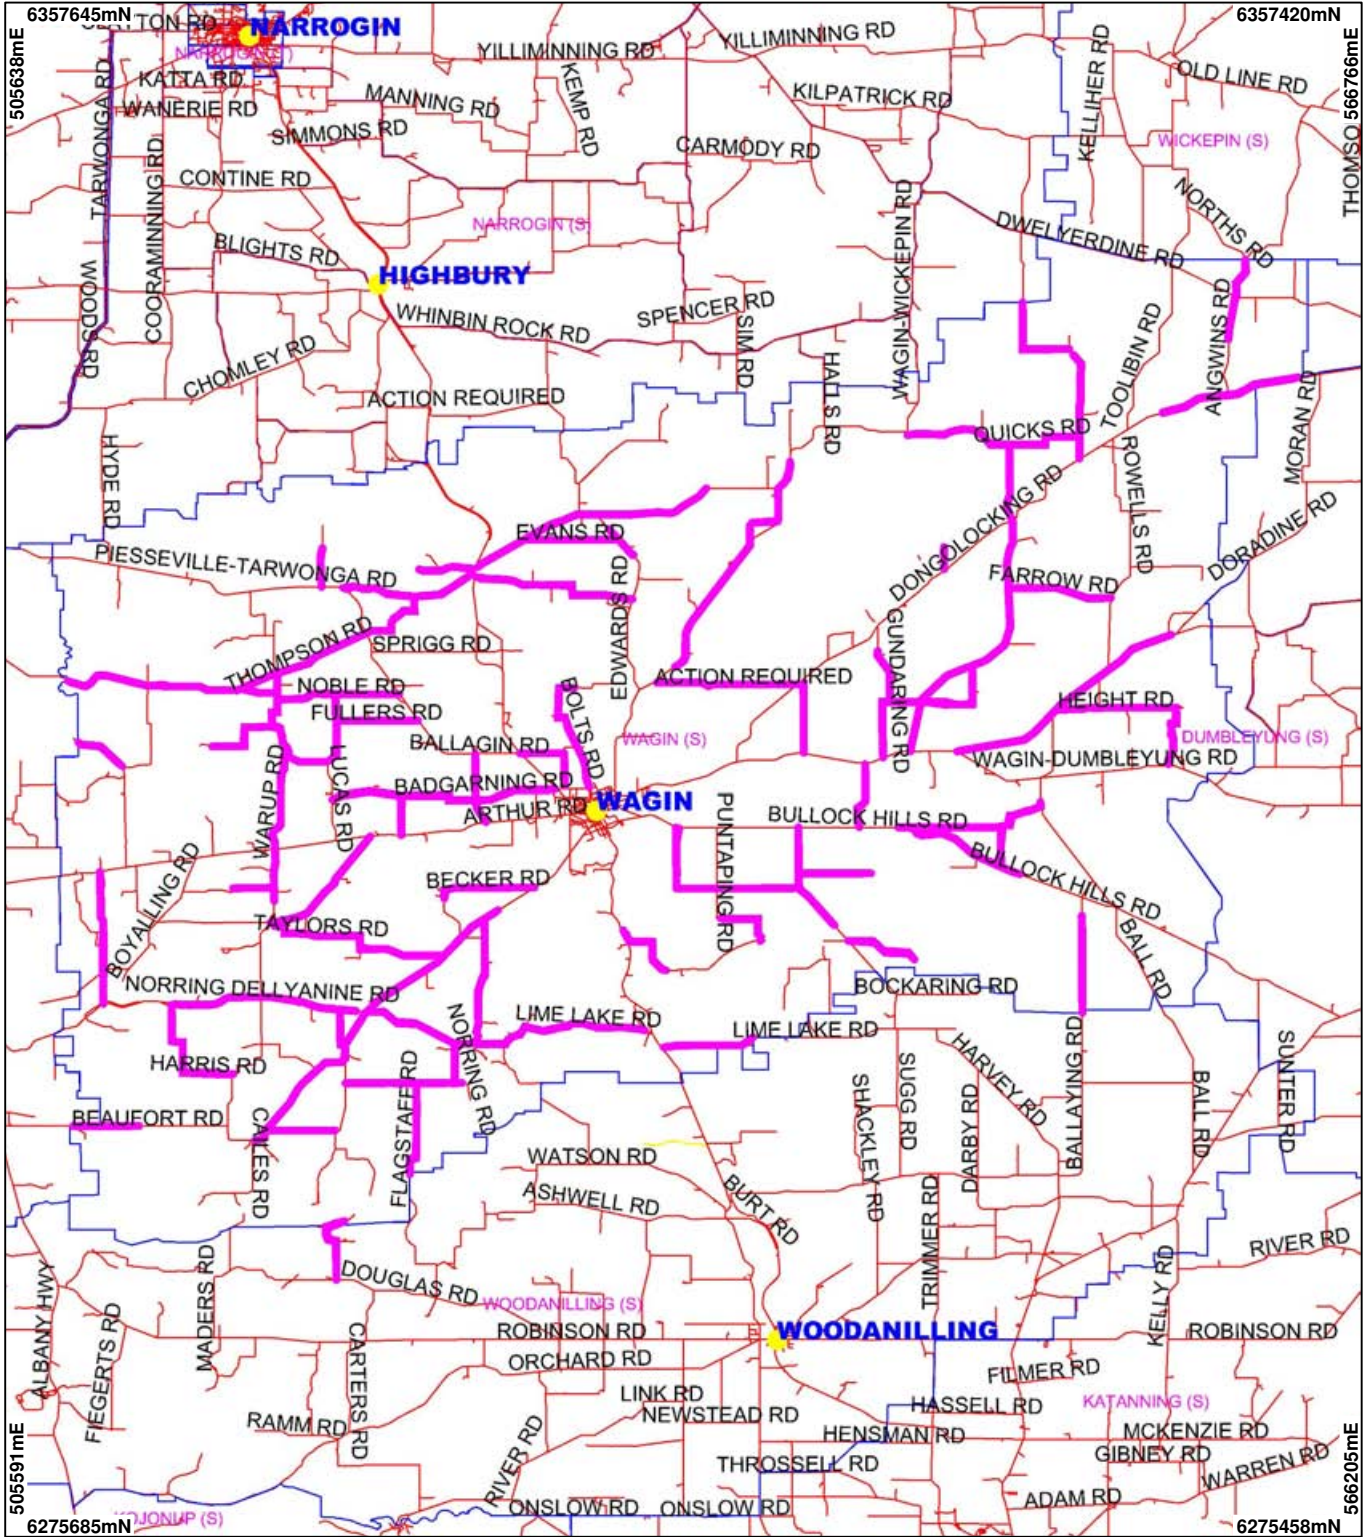 6357645mN
6357420mN
TON RD
NARROGIN
YILLIMINNING RD
YILLIMINNING RD
505638mE
566766mE
KATTA RD
WANERIE RD
MANNING RD
SIMMONS RD
KEMP RD
KILPATRICK RD
CARMODY RD
KELLIHER RD
OLD LINE RD
WICKEPIN (S)
THOMSO
TARWONGA RD
COORAMINNING RD
CONTINE RD
NARROGIN (S)
WAGIN-WICKEPIN RD
NORTHS RD
DWELYERDINE RD
BLIGHTS RD
HIGHBURY
WOODS RD
WHINBIN ROCK RD
SPENCER RD
SIM RD
TOOLIBIN RD
ANGWINS RD
CHOMLEY RD
ACTION REQUIRED
HALLS RD
MORAN RD
QUICKS RD
HYDE RD
ROWELLS RD
DONGOLOCKING RD
DORADINE RD
EVANS RD
PIESSEVILLE-TARWONGA RD
FARROW RD
EDWARDS RD
GUNDARING RD
THOMPSON RD
SPRIGG RD
NOBLE RD
ACTION REQUIRED
HEIGHT RD
FULLERS RD
BOLTS RD
BALLAGIN RD
WAGIN (S)
DUMBLEYUNG (S)
WAGIN-DUMBLEYUNG RD
WARUP RD
LUCAS RD
BADGARNING RD
ARTHUR RD
WAGIN
PUNTAPING RD
BULLOCK HILLS RD
BULLOCK HILLS RD
BOYALLING RD
BECKER RD
TAYLORS RD
BALL RD
NORRING DELLYANINE RD
BOCKARING RD
LIME LAKE RD
LIME LAKE RD
NORRING RD
HARRIS RD
FLAGSTAFF RD
SHACKLEY RD
SUGG RD
HARVEY RD
DARBY RD
BALLAYING RD
BALL RD
SUNTER RD
BEAUFORT RD
CAILES RD
WATSON RD
ASHWELL RD
BURT RD
TRIMMER RD
RIVER RD
ALBANY HWY
FIEGERTS RD
MADERS RD
DOUGLAS RD
WOODANILLING (S)
KELLY RD
ROBINSON RD
WOODANILLING
ROBINSON RD
CARTERS RD
ORCHARD RD
FILMER RD
LINK RD
HASSELL RD
KATANNING (S)
NEWSTEAD RD
RAMM RD
HENSMAN RD
MCKENZIE RD
GIBNEY RD
RIVER RD
THROSSELL RD
WARREN RD
505591mE
566205mE
ONSLOW RD
ONSLOW RD
ADAM RD
KOJONUP (S)
6275685mN
6275458mN